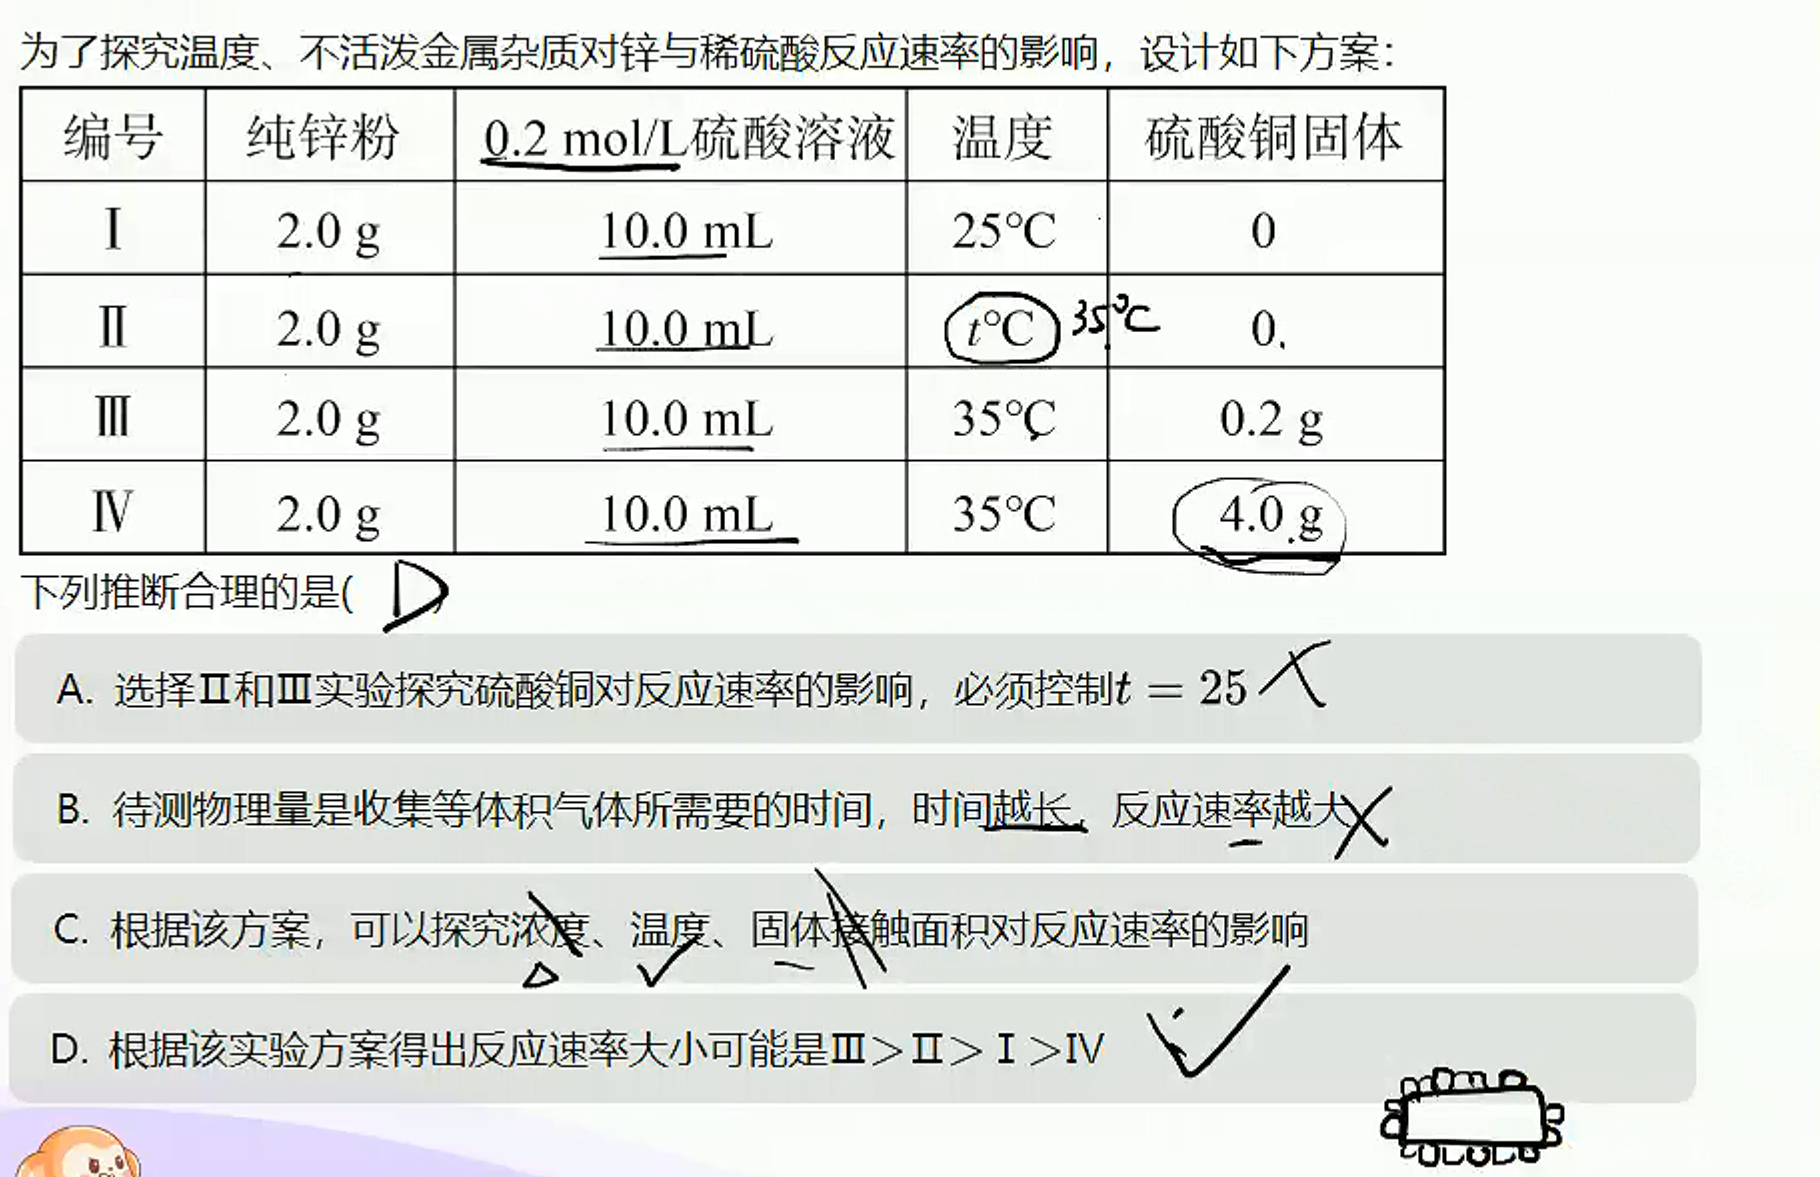 为了探究温度、不活泼金属杂质对锌与稀硫酸反应速率的影响，设计如下方案：
编号 纯锌粉 0.2 mol/L硫酸溶液 温度 硫酸铜固体
Ⅰ 2.0 g 10.0 mL 25℃ 0
Ⅱ 2.0 g 10.0 mL t℃ 35℃ 0
Ⅲ 2.0 g 10.0 mL 35℃ 0.2 g
Ⅳ 2.0 g 10.0 mL 35℃ 4.0 g
下列推断合理的是( D )
A. 选择Ⅱ和Ⅲ实验探究硫酸铜对反应速率的影响，必须控制t = 25
B. 待测物理量是收集等体积气体所需要的时间，时间越长，反应速率越大
C. 根据该方案，可以探究浓度、温度、固体接触面积对反应速率的影响
D. 根据该实验方案得出反应速率大小可能是Ⅲ>Ⅱ>Ⅰ>Ⅳ